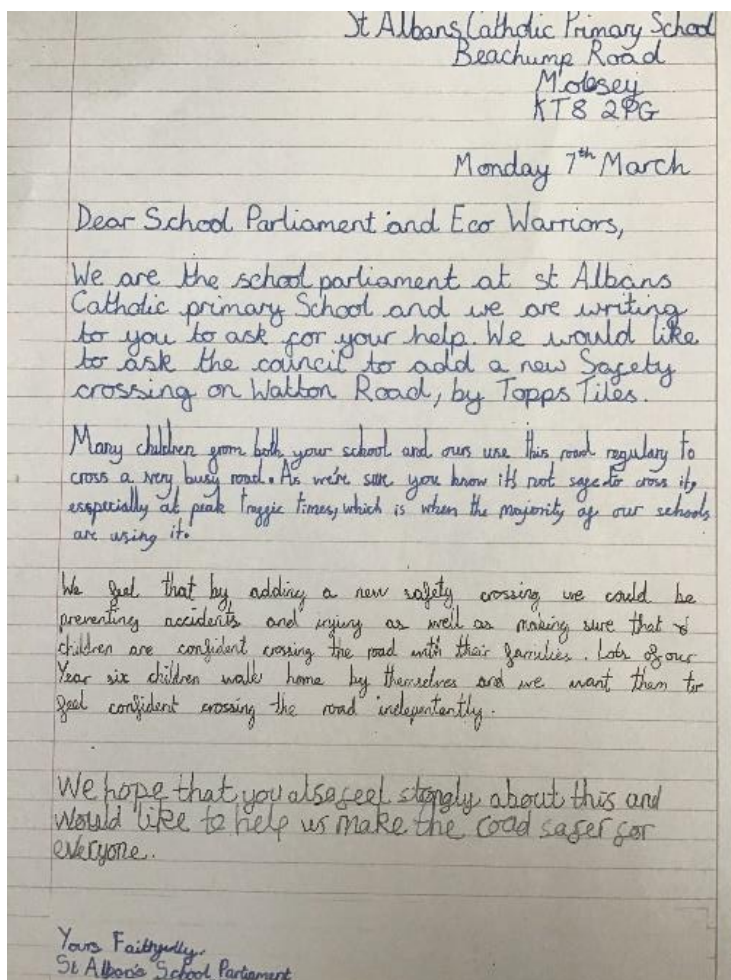 St Albans Catholic Primary School
Beachump Road
Molesey
KT8 2PG
Monday 7th March
Dear School Parliament and Eco Warriors,
We are the school parliament at st Albans
Catholic primary School and we are writing
to you to ask for your help. We would like
to ask the council to add a new Safety
crossing on Walton Road, by Topps Tiles.
Many children from both your school and ours use this road regulary to
cross a very busy road. As we're sure you know it's not safe to cross it,
esspecially at peak traffic times, which is when the majority of our schools
are using it.
We feel that by adding a new safety crossing we could be
preventing accidents and injury as well as making sure that
children are confident crossing the road with their families. Lots of our
Year six children walk home by themselves and we want them to
feel confident crossing the road indepentently.
We hope that you also feel stongly about this and
would like to help us make the road safer for
everyone.
Yours Faithfully,
St Alban's School Parliament